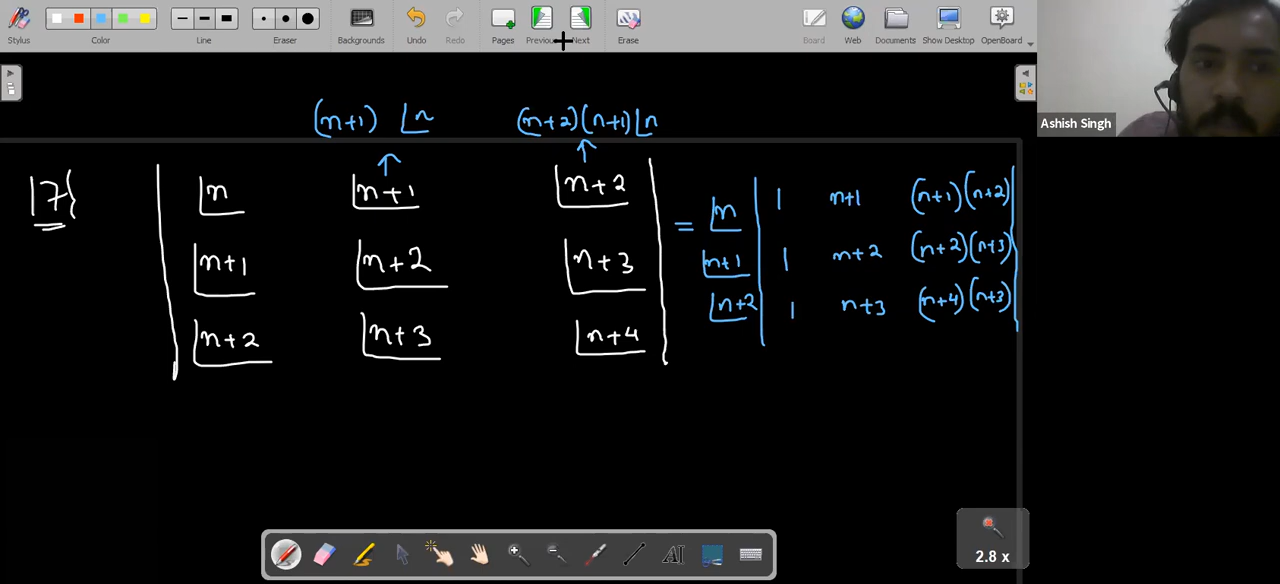 Stylus Color Line Eraser Backgrounds Undo Redo Pages Previous Next Erase Board Web Documents Show Desktop OpenBoard
Ashish Singh
(n+1) ⌊n (n+2)(n+1)⌊n
↑ ↑
17} | ⌊n ⌊n+1 ⌊n+2 | = ⌊n | 1 n+1 (n+1)(n+2) |
| ⌊n+1 ⌊n+2 ⌊n+3 | ⌊n+1 | 1 n+2 (n+2)(n+3) |
| ⌊n+2 ⌊n+3 ⌊n+4 | ⌊n+2 | 1 n+3 (n+4)(n+3) |
AI
2.8 x